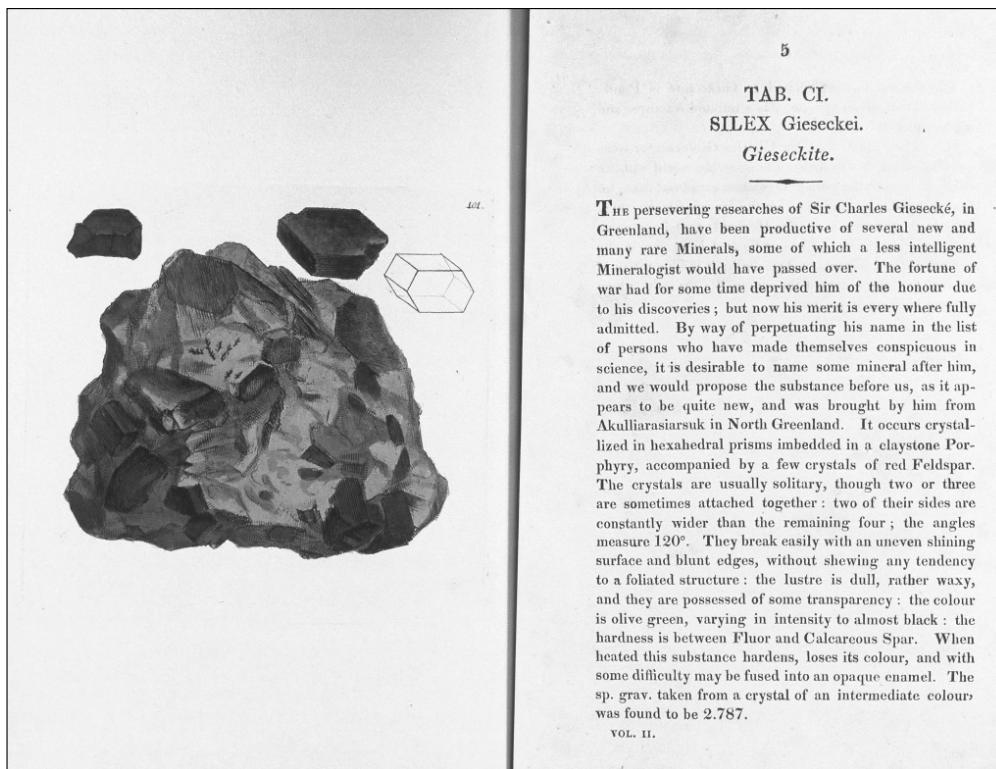 101.
5
TAB. CI.
SILEX Gieseckei.
Gieseckite.
THE persevering researches of Sir Charles Giesecké, in
Greenland, have been productive of several new and
many rare Minerals, some of which a less intelligent
Mineralogist would have passed over. The fortune of
war had for some time deprived him of the honour due
to his discoveries; but now his merit is every where fully
admitted. By way of perpetuating his name in the list
of persons who have made themselves conspicuous in
science, it is desirable to name some mineral after him,
and we would propose the substance before us, as it ap-
pears to be quite new, and was brought by him from
Akulliarasiarsuk in North Greenland. It occurs crystal-
lized in hexahedral prisms imbedded in a claystone Por-
phyry, accompanied by a few crystals of red Feldspar.
The crystals are usually solitary, though two or three
are sometimes attached together: two of their sides are
constantly wider than the remaining four; the angles
measure 120°. They break easily with an uneven shining
surface and blunt edges, without shewing any tendency
to a foliated structure: the lustre is dull, rather waxy,
and they are possessed of some transparency: the colour
is olive green, varying in intensity to almost black: the
hardness is between Fluor and Calcareous Spar. When
heated this substance hardens, loses its colour, and with
some difficulty may be fused into an opaque enamel. The
sp. grav. taken from a crystal of an intermediate colour,
was found to be 2.787.
VOL. II.